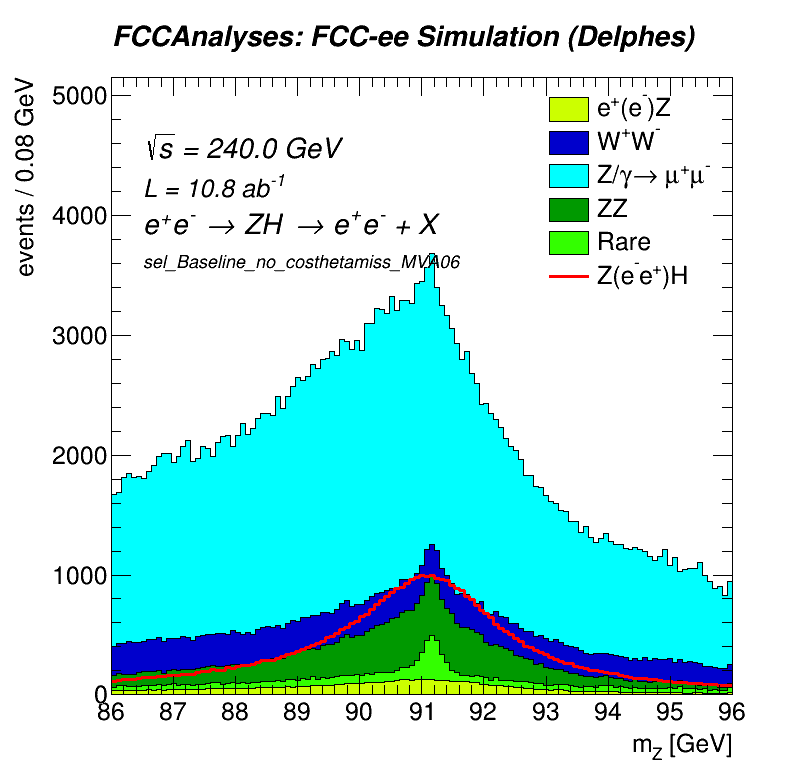 FCCAnalyses: FCC-ee Simulation (Delphes)
events / 0.08 GeV
5000
4000
3000
2000
1000
0
√s = 240.0 GeV
L = 10.8 ab⁻¹
e⁺e⁻ → ZH → e⁺e⁻ + X
sel_Baseline_no_costhetamiss_MVA06
e⁺(e⁻)Z
W⁺W⁻
Z/γ→ μ⁺μ⁻
ZZ
Rare
Z(e⁻e⁺)H
86 87 88 89 90 91 92 93 94 95 96
m_Z [GeV]